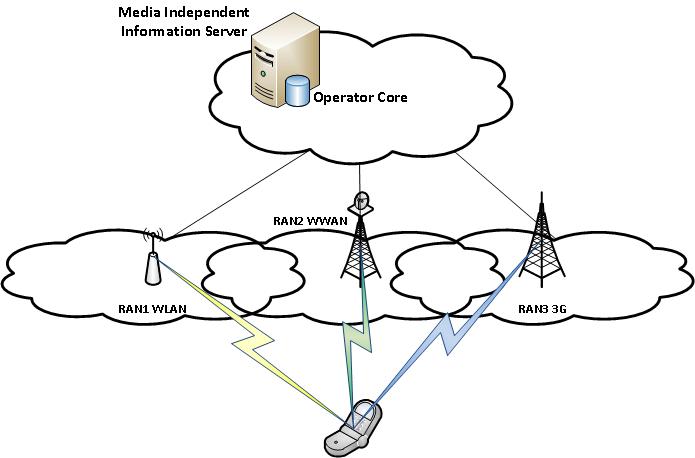 Media Independent
Information Server
Operator Core
RAN2 WWAN
RAN1 WLAN
RAN3 3G